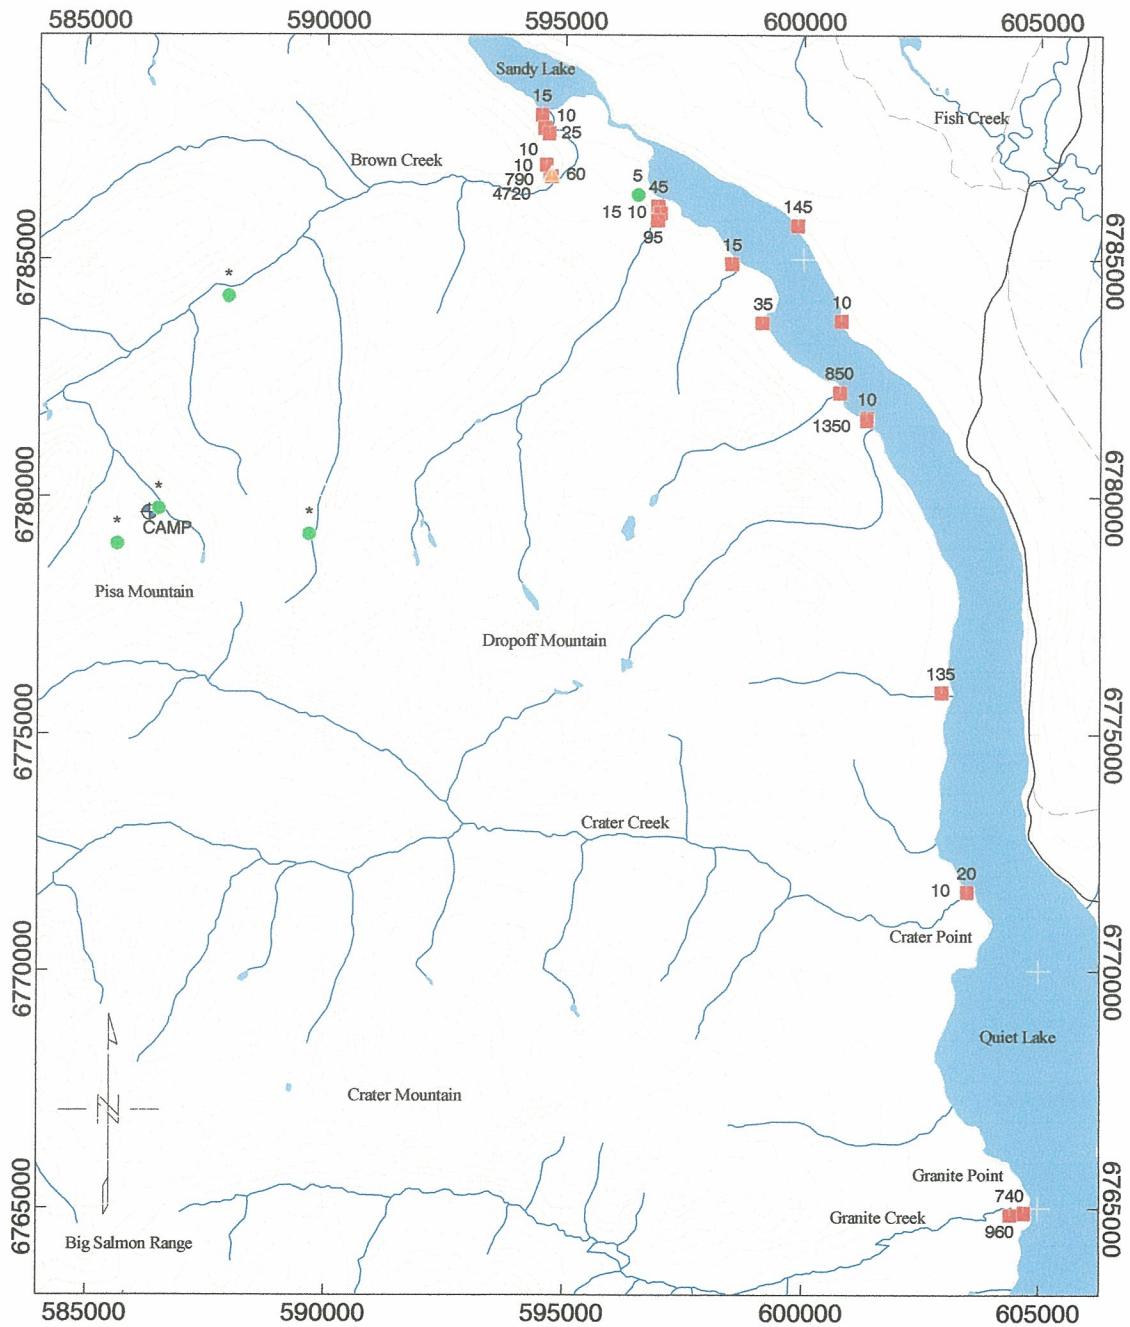 585000 590000 595000 600000 605000
Sandy Lake
15
10
25
Fish Creek
10
Brown Creek
10
60
790
4720
5
45
15 10
145
95
6785000
15
6785000
*
35
10
850
10
1350
6780000
*
6780000
*
*
CAMP
Pisa Mountain
Dropoff Mountain
135
6775000
6775000
Crater Creek
20
10
Crater Point
6770000
6770000
Quiet Lake
Crater Mountain
N
Granite Point
740
6765000
Granite Creek
6765000
960
Big Salmon Range
585000 590000 595000 600000 605000